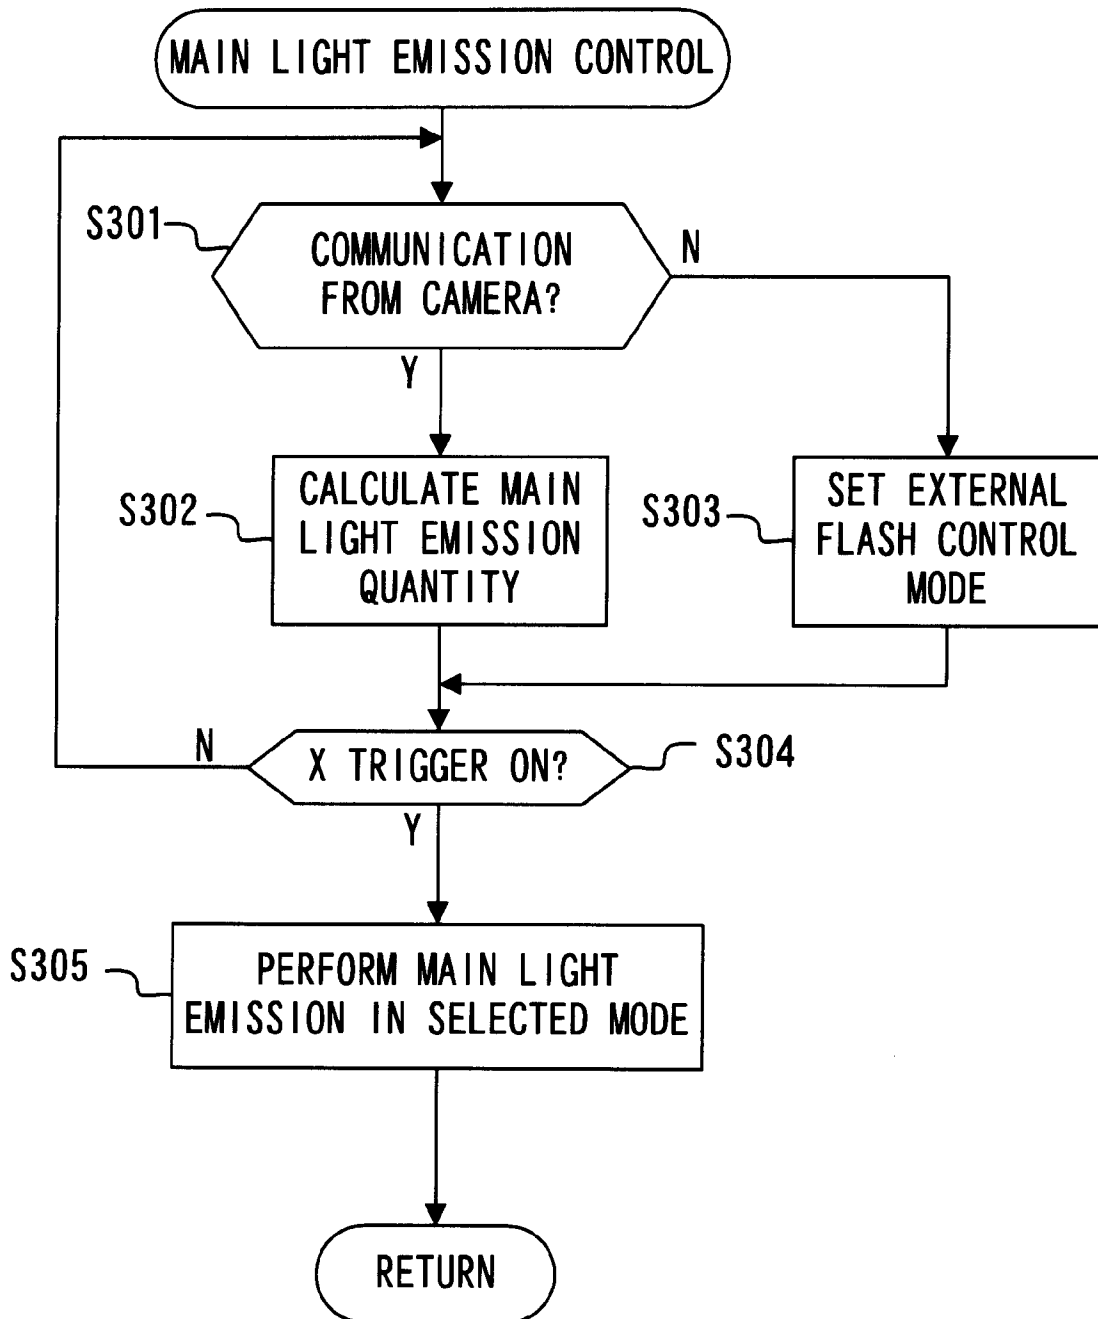 MAIN LIGHT EMISSION CONTROL
S301
COMMUNICATION
FROM CAMERA?
N
Y
S302
CALCULATE MAIN
LIGHT EMISSION
QUANTITY
S303
SET EXTERNAL
FLASH CONTROL
MODE
N
X TRIGGER ON?
S304
Y
S305
PERFORM MAIN LIGHT
EMISSION IN SELECTED MODE
RETURN